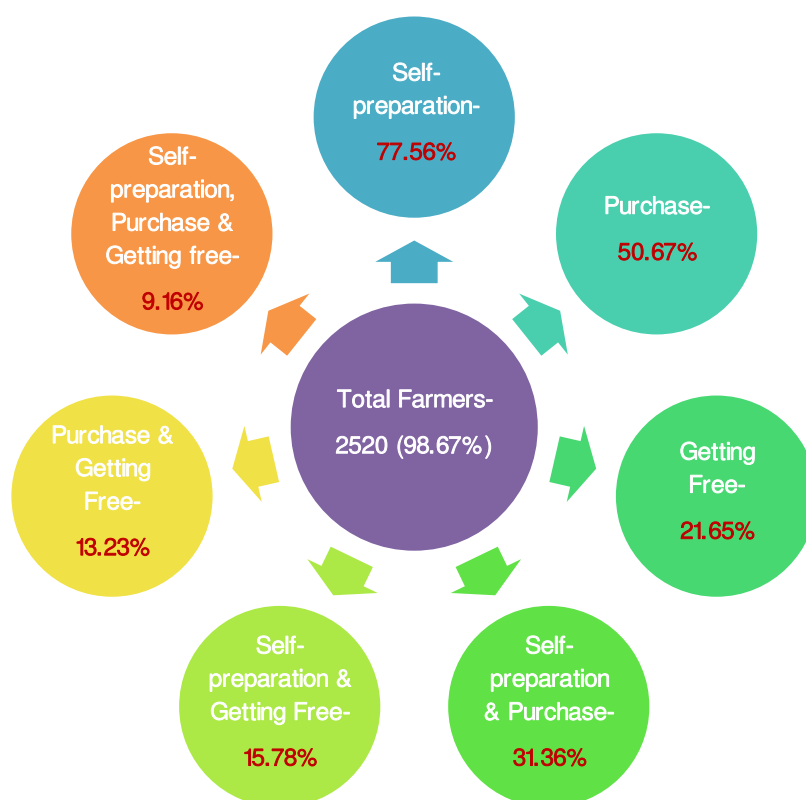 Self-
preparation-
77.56%
Purchase-
50.67%
Getting
Free-
21.65%
Self-
preparation
& Purchase-
31.36%
Self-
preparation &
Getting Free-
15.78%
Purchase &
Getting
Free-
13.23%
Self-
preparation,
Purchase &
Getting free-
9.16%
Total Farmers-
2520 (98.67%)